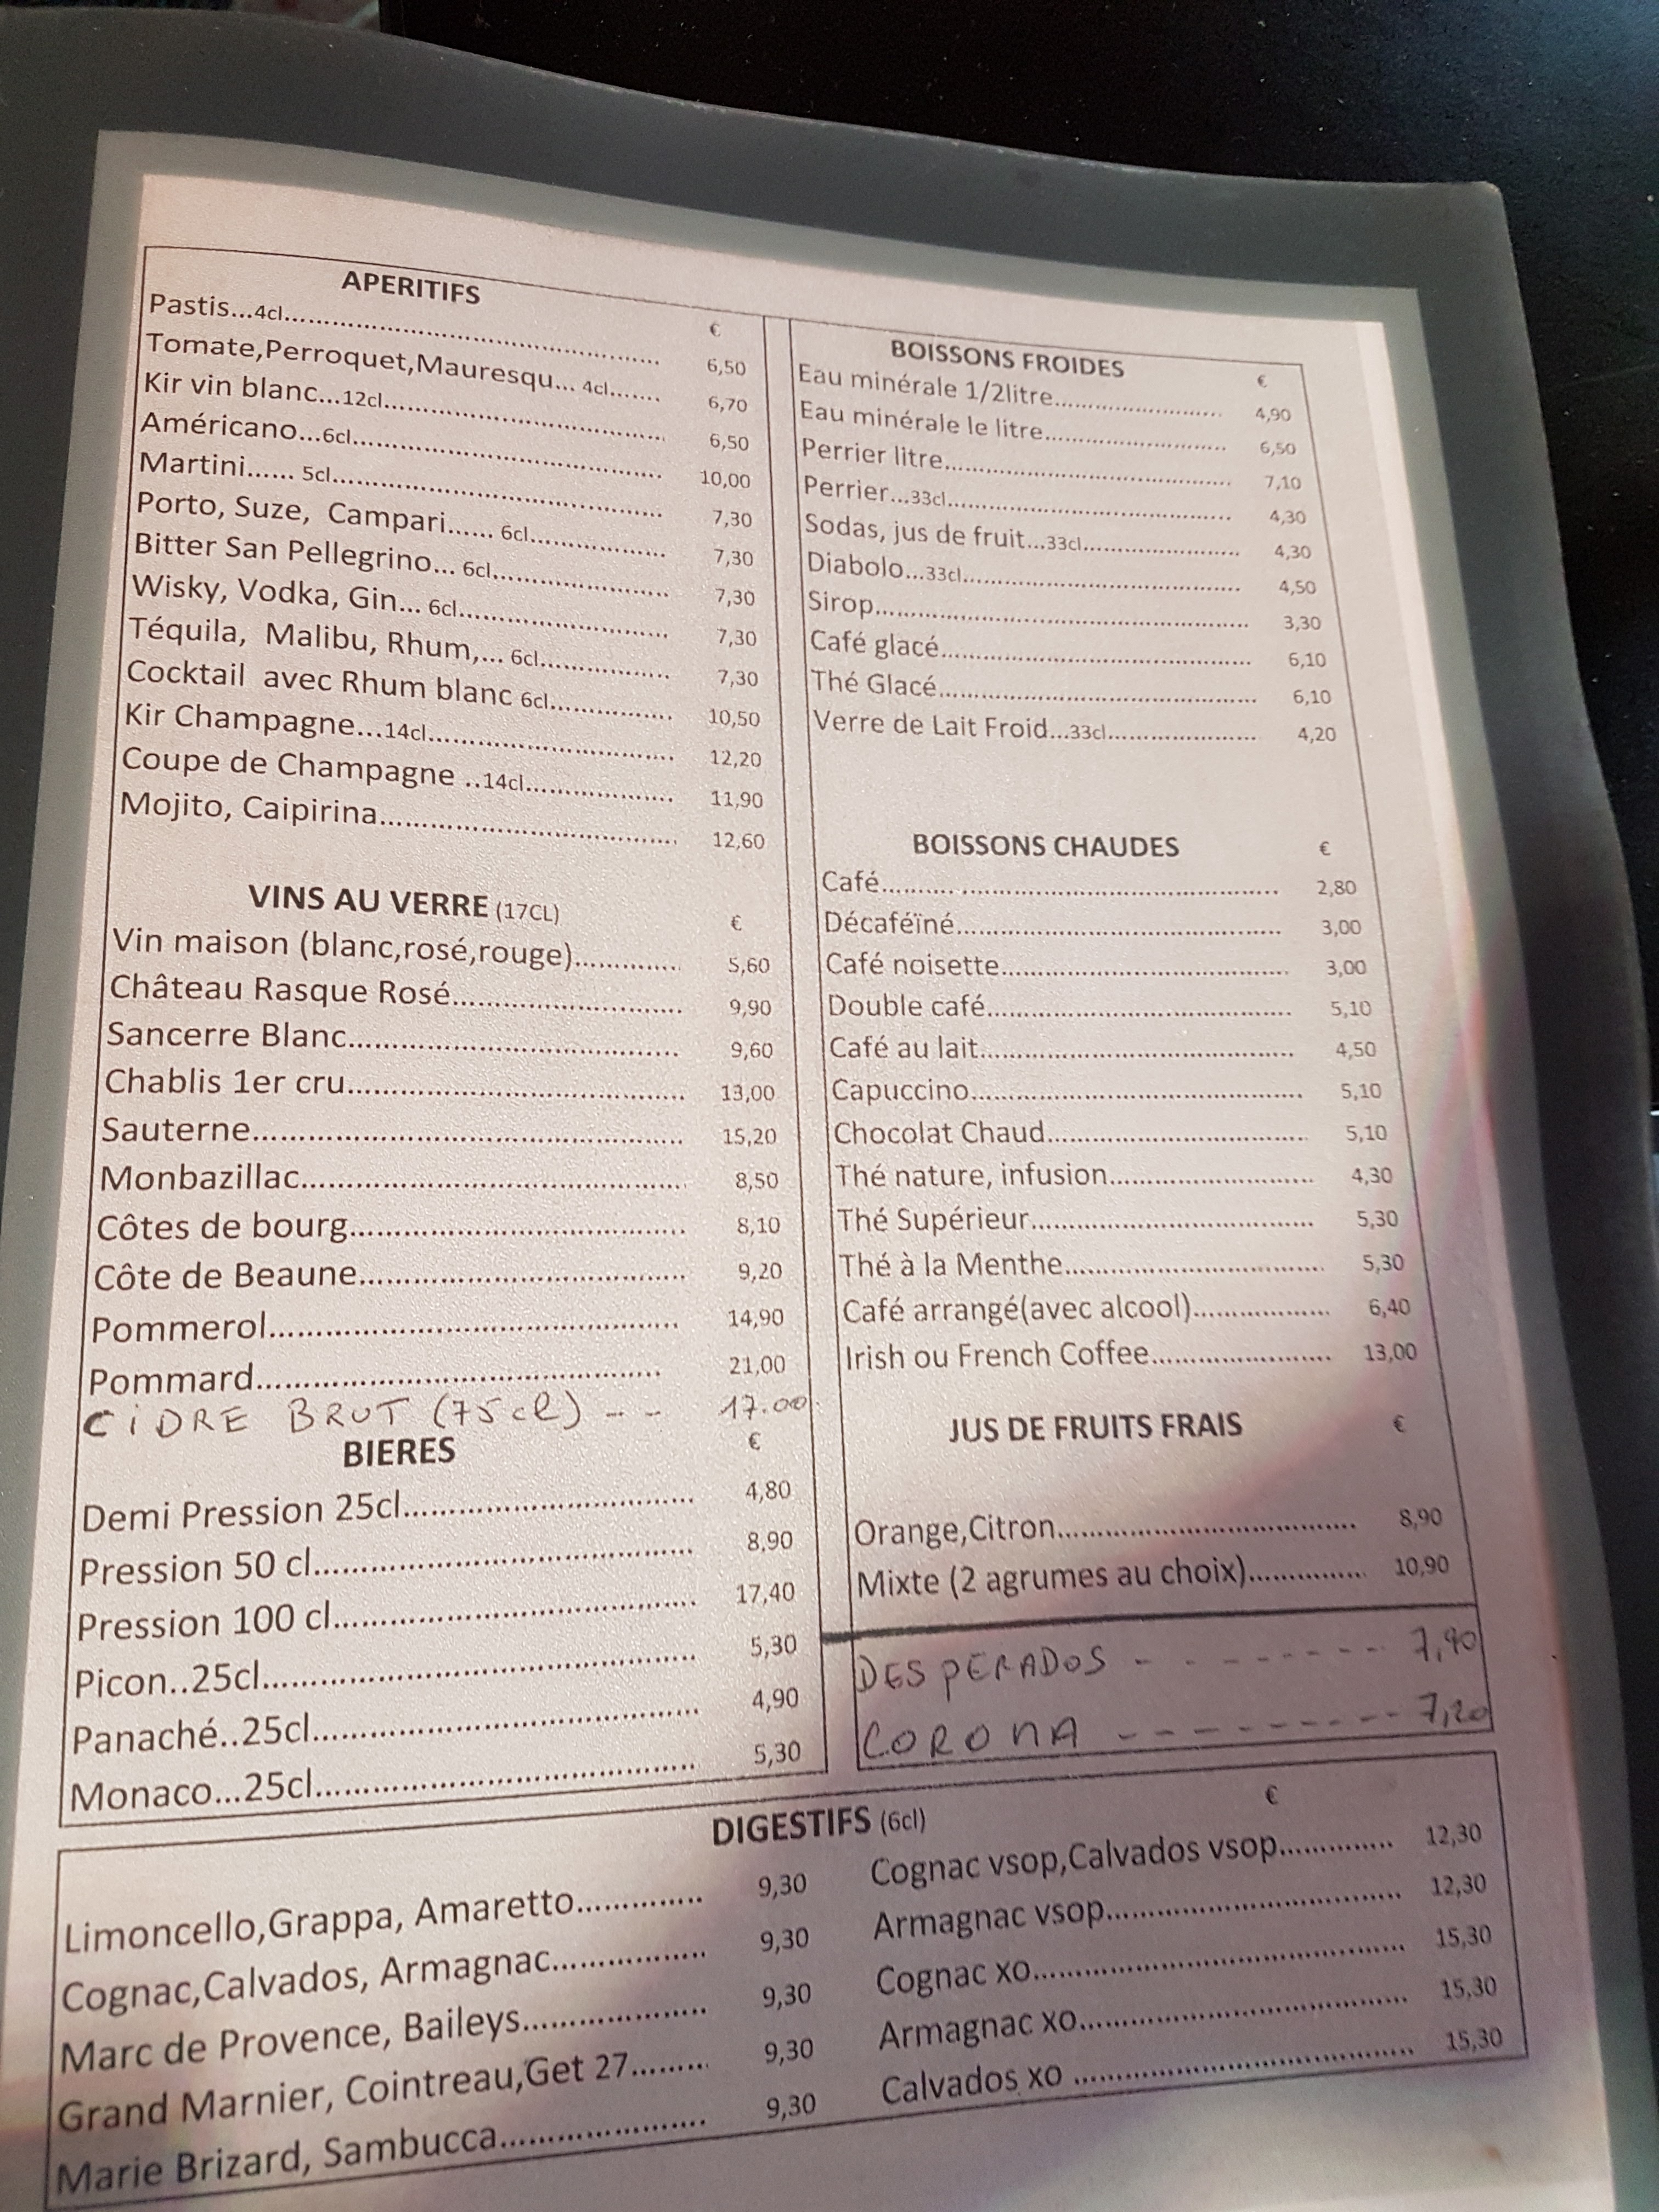 APERITIFS
€
Pastis...4cl.......... 6,50
Tomate,Perroquet,Mauresqu... 4cl....... 6,70
Kir vin blanc...12cl.......... 6,50
Américano...6cl.......... 10,00
Martini...... 5cl.......... 7,30
Porto, Suze, Campari...... 6cl.......... 7,30
Bitter San Pellegrino... 6cl.......... 7,30
Wisky, Vodka, Gin... 6cl.......... 7,30
Téquila, Malibu, Rhum,... 6cl.......... 7,30
Cocktail avec Rhum blanc 6cl.......... 10,50
Kir Champagne...14cl.......... 12,20
Coupe de Champagne ..14cl.......... 11,90
Mojito, Caipirina.......... 12,60
VINS AU VERRE (17CL)
€
Vin maison (blanc,rosé,rouge).......... 5,60
Château Rasque Rosé.......... 9,90
Sancerre Blanc.......... 9,60
Chablis 1er cru.......... 13,00
Sauterne.......... 15,20
Monbazillac.......... 8,50
Côtes de bourg.......... 8,10
Côte de Beaune.......... 9,20
Pommerol.......... 14,90
Pommard.......... 21,00
CIDRE BRUT (75cl) -- 17.00
BIERES
€
Demi Pression 25cl.......... 4,80
Pression 50 cl.......... 8,90
Pression 100 cl.......... 17,40
Picon..25cl.......... 5,30
Panaché..25cl.......... 4,90
Monaco...25cl.......... 5,30
BOISSONS FROIDES
€
Eau minérale 1/2litre.......... 4,90
Eau minérale le litre.......... 6,50
Perrier litre.......... 7,10
Perrier...33cl.......... 4,30
Sodas, jus de fruit...33cl.......... 4,30
Diabolo...33cl.......... 4,50
Sirop.......... 3,30
Café glacé.......... 6,10
Thé Glacé.......... 6,10
Verre de Lait Froid...33cl.......... 4,20
BOISSONS CHAUDES
€
Café.......... 2,80
Décaféïné.......... 3,00
Café noisette.......... 3,00
Double café.......... 5,10
Café au lait.......... 4,50
Capuccino.......... 5,10
Chocolat Chaud.......... 5,10
Thé nature, infusion.......... 4,30
Thé Supérieur.......... 5,30
Thé à la Menthe.......... 5,30
Café arrangé(avec alcool).......... 6,40
Irish ou French Coffee.......... 13,00
JUS DE FRUITS FRAIS
€
Orange,Citron.......... 8,90
Mixte (2 agrumes au choix).......... 10,90
DESPERADOS - - - - - - - - 7,90
CORONA - - - - - - - - - 7,20
DIGESTIFS (6cl)
€
Limoncello,Grappa, Amaretto.......... 9,30
Cognac,Calvados, Armagnac.......... 9,30
Marc de Provence, Baileys.......... 9,30
Grand Marnier, Cointreau,Get 27......... 9,30
Marie Brizard, Sambucca.......... 9,30
Cognac vsop,Calvados vsop.......... 12,30
Armagnac vsop.......... 12,30
Cognac xo.......... 15,30
Armagnac xo.......... 15,30
Calvados xo .......... 15,30